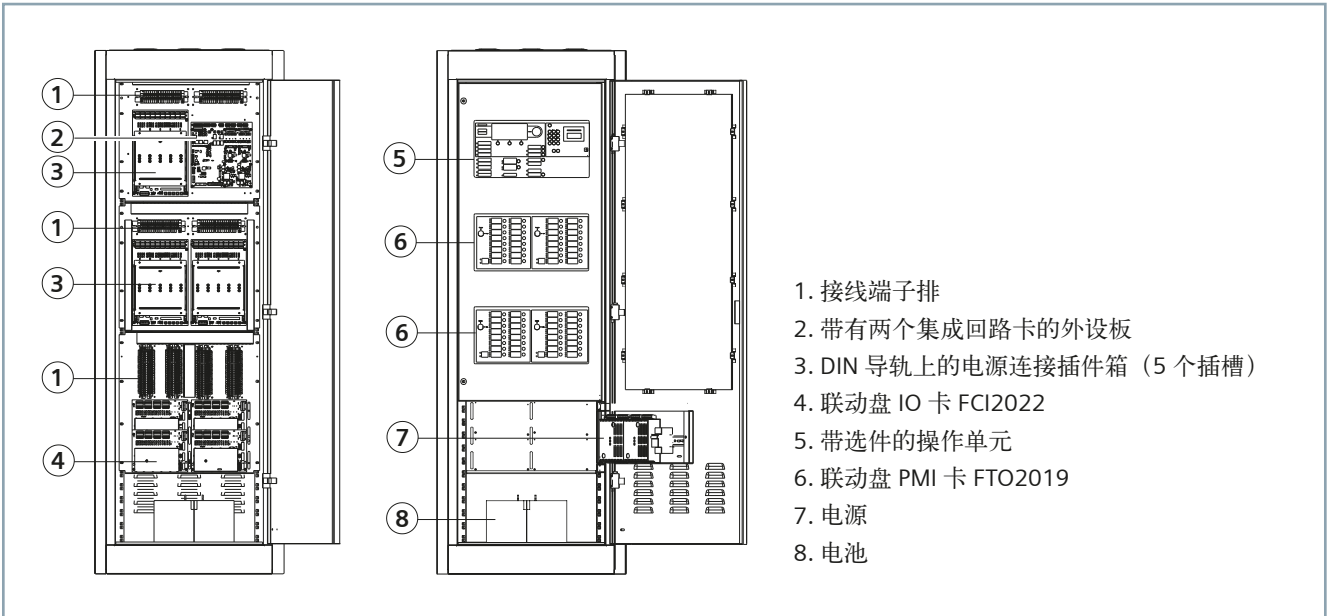 1
2
3
1
3
1
4
5
6
6
7
8
1. 接线端子排
2. 带有两个集成回路卡的外设板
3. DIN 导轨上的电源连接插件箱（5 个插槽）
4. 联动盘 IO 卡 FCI2022
5. 带选件的操作单元
6. 联动盘 PMI 卡 FTO2019
7. 电源
8. 电池